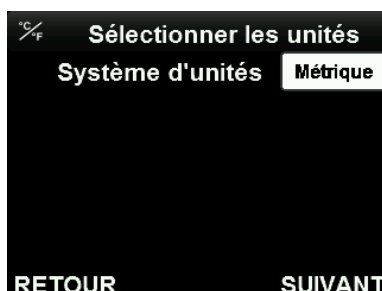 °C/°F Sélectionner les unités
Système d'unités Métrique
RETOUR SUIVANT